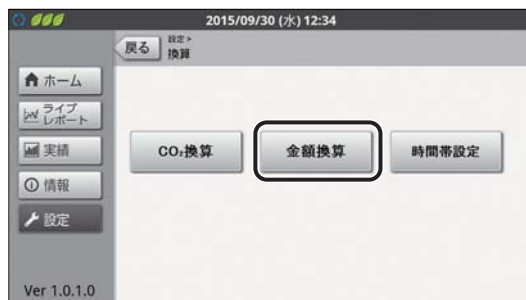 2015/09/30 (水) 12:34
戻る
設定 >
換算
ホーム
ライブ
レポート
実績
情報
設定
CO₂換算
金額換算
時間帯設定
Ver 1.0.1.0